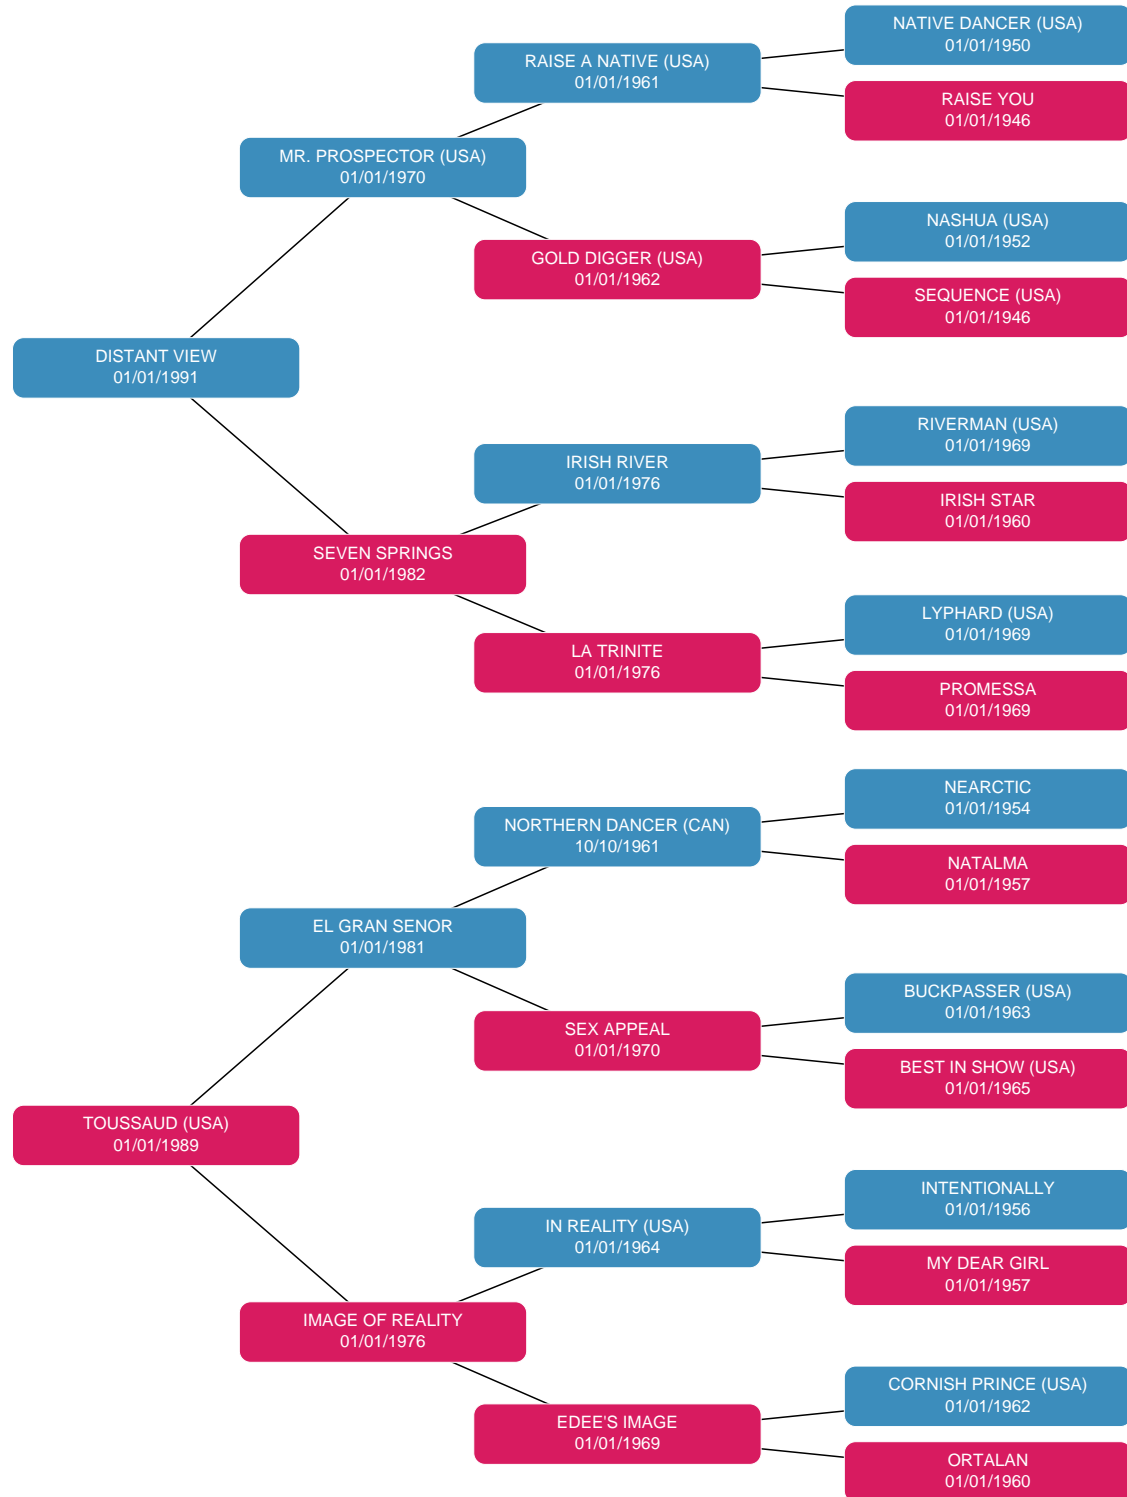 NATIVE DANCER (USA)
01/01/1950
RAISE A NATIVE (USA)
01/01/1961
RAISE YOU
01/01/1946
MR. PROSPECTOR (USA)
01/01/1970
NASHUA (USA)
01/01/1952
GOLD DIGGER (USA)
01/01/1962
SEQUENCE (USA)
01/01/1946
DISTANT VIEW
01/01/1991
RIVERMAN (USA)
01/01/1969
IRISH RIVER
01/01/1976
IRISH STAR
01/01/1960
SEVEN SPRINGS
01/01/1982
LYPHARD (USA)
01/01/1969
LA TRINITE
01/01/1976
PROMESSA
01/01/1969
NEARCTIC
01/01/1954
NORTHERN DANCER (CAN)
10/10/1961
NATALMA
01/01/1957
EL GRAN SENOR
01/01/1981
BUCKPASSER (USA)
01/01/1963
SEX APPEAL
01/01/1970
BEST IN SHOW (USA)
01/01/1965
TOUSSAUD (USA)
01/01/1989
INTENTIONALLY
01/01/1956
IN REALITY (USA)
01/01/1964
MY DEAR GIRL
01/01/1957
IMAGE OF REALITY
01/01/1976
CORNISH PRINCE (USA)
01/01/1962
EDEE'S IMAGE
01/01/1969
ORTALAN
01/01/1960